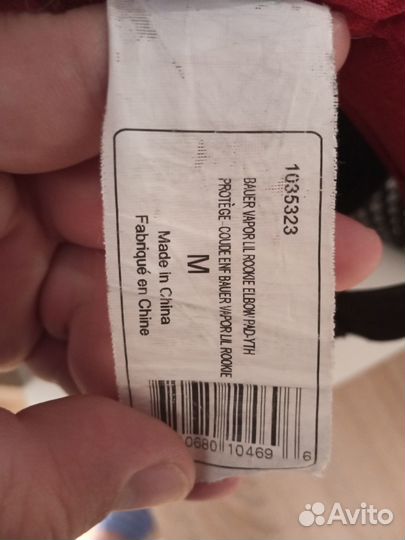 1035323
BAUER VAPOR LIL ROOKIE ELBOW PAD-YTH
PROTÈGE-COUDE ENF BAUER VAPOR LIL ROOKIE
M
Made in China
Fabriqué en Chine
0680 10469 6
Avito